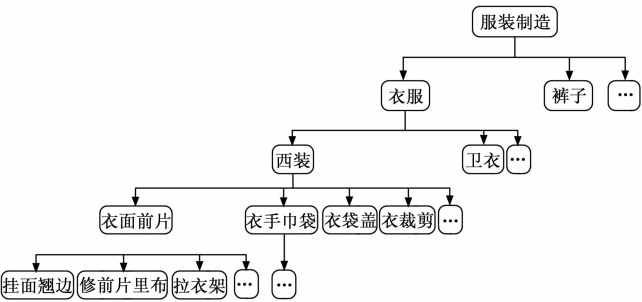 服装制造
衣服
裤子
…
西装
卫衣
…
衣面前片
衣手巾袋
衣袋盖
衣裁剪
…
挂面翘边
修前片里布
拉衣架
…
…